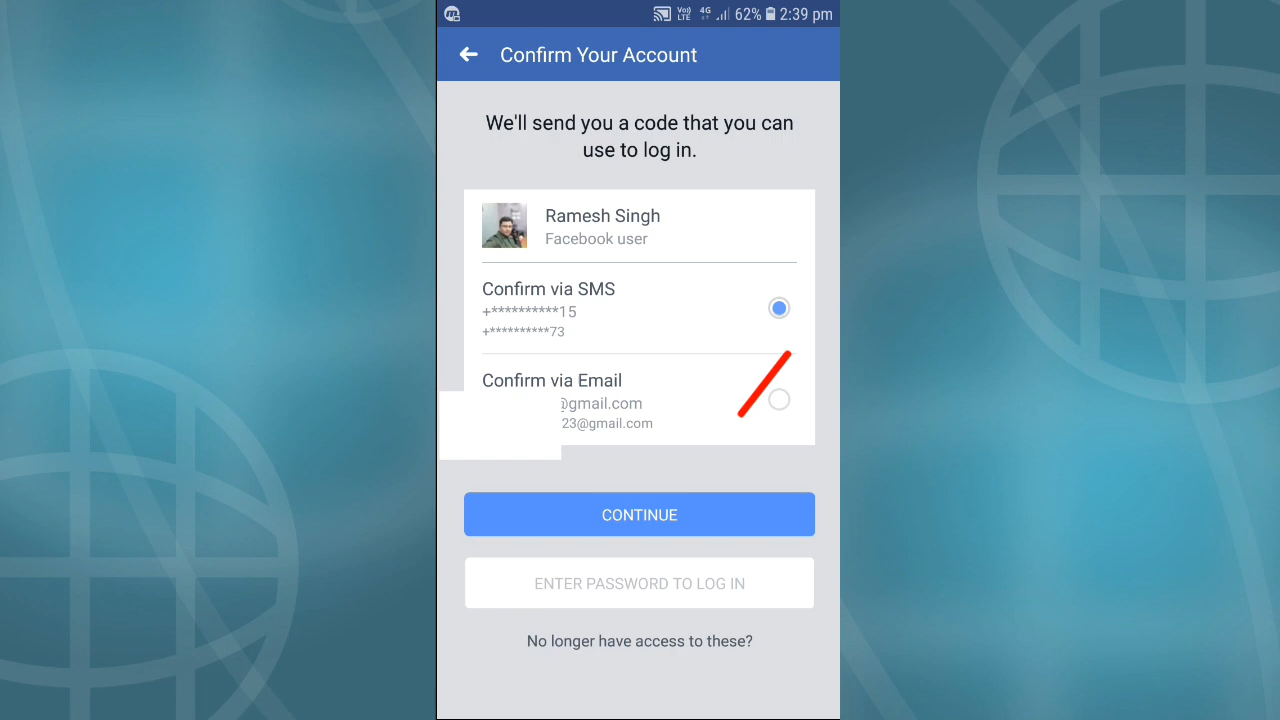 Vo)) LTE 4G 62% 2:39 pm
Confirm Your Account
We'll send you a code that you can
use to log in.
Ramesh Singh
Facebook user
Confirm via SMS
+**********15
+**********73
Confirm via Email
@gmail.com
23@gmail.com
CONTINUE
ENTER PASSWORD TO LOG IN
No longer have access to these?